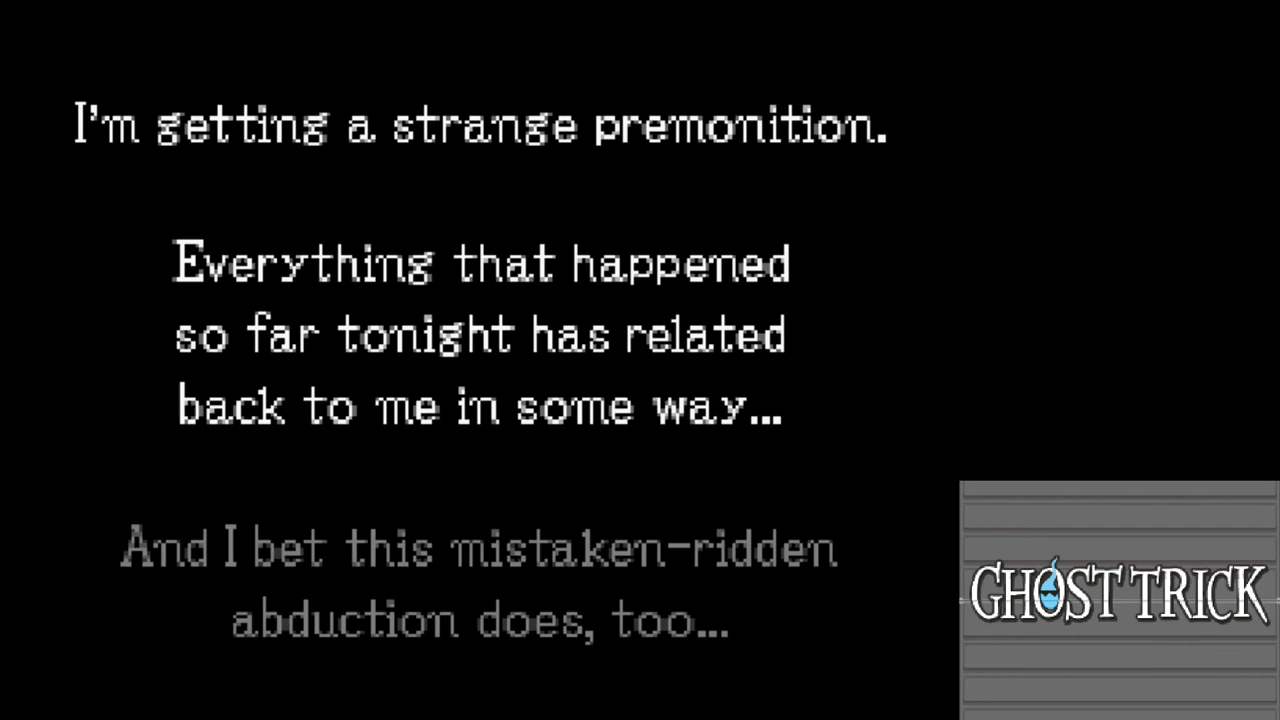 I'm getting a strange premonition.
Everything that happened
so far tonight has related
back to me in some way...
And I bet this mistaken-ridden
abduction does, too...
GHOST TRICK